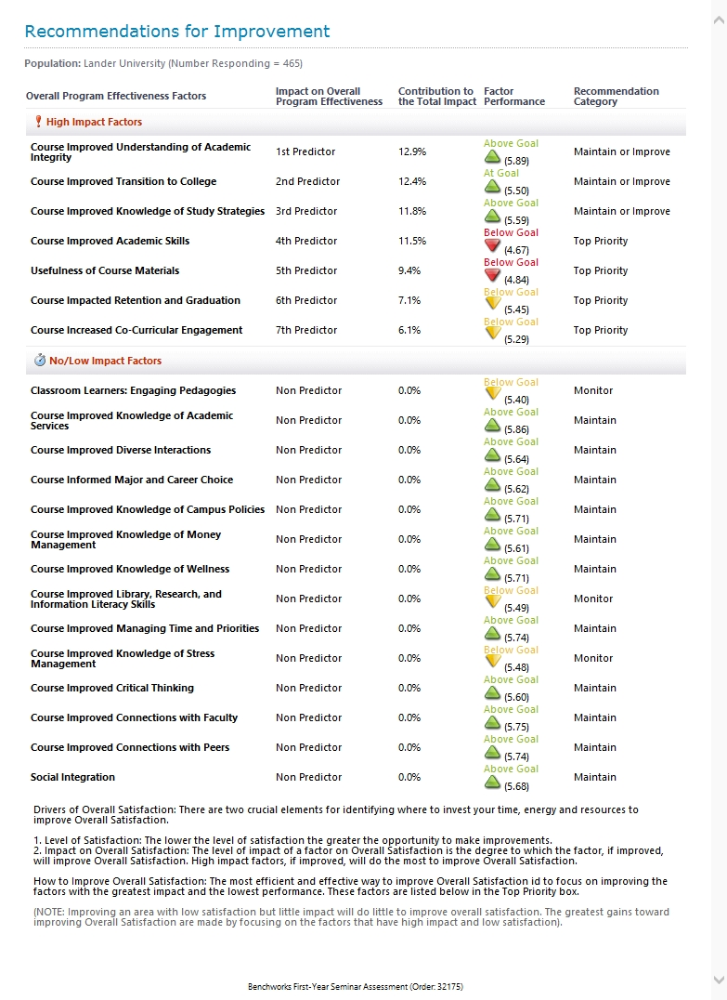 Recommendations for Improvement
Population: Lander University (Number Responding = 465)
Overall Program Effectiveness Factors Impact on Overall Program Effectiveness Contribution to the Total Impact Factor Performance Recommendation Category
High Impact Factors
Course Improved Understanding of Academic Integrity 1st Predictor 12.9% Above Goal (5.89) Maintain or Improve
Course Improved Transition to College 2nd Predictor 12.4% At Goal (5.50) Maintain or Improve
Course Improved Knowledge of Study Strategies 3rd Predictor 11.8% Above Goal (5.59) Maintain or Improve
Course Improved Academic Skills 4th Predictor 11.5% Below Goal (4.67) Top Priority
Usefulness of Course Materials 5th Predictor 9.4% Below Goal (4.84) Top Priority
Course Impacted Retention and Graduation 6th Predictor 7.1% Below Goal (5.45) Top Priority
Course Increased Co-Curricular Engagement 7th Predictor 6.1% Below Goal (5.29) Top Priority
No/Low Impact Factors
Classroom Learners: Engaging Pedagogies Non Predictor 0.0% Below Goal (5.40) Monitor
Course Improved Knowledge of Academic Services Non Predictor 0.0% Above Goal (5.86) Maintain
Course Improved Diverse Interactions Non Predictor 0.0% Above Goal (5.64) Maintain
Course Informed Major and Career Choice Non Predictor 0.0% Above Goal (5.62) Maintain
Course Improved Knowledge of Campus Policies Non Predictor 0.0% Above Goal (5.71) Maintain
Course Improved Knowledge of Money Management Non Predictor 0.0% Above Goal (5.61) Maintain
Course Improved Knowledge of Wellness Non Predictor 0.0% Above Goal (5.71) Maintain
Course Improved Library, Research, and Information Literacy Skills Non Predictor 0.0% Below Goal (5.49) Monitor
Course Improved Managing Time and Priorities Non Predictor 0.0% Above Goal (5.74) Maintain
Course Improved Knowledge of Stress Management Non Predictor 0.0% Below Goal (5.48) Monitor
Course Improved Critical Thinking Non Predictor 0.0% Above Goal (5.60) Maintain
Course Improved Connections with Faculty Non Predictor 0.0% Above Goal (5.75) Maintain
Course Improved Connections with Peers Non Predictor 0.0% Above Goal (5.74) Maintain
Social Integration Non Predictor 0.0% Above Goal (5.68) Maintain
Drivers of Overall Satisfaction: There are two crucial elements for identifying where to invest your time, energy and resources to
improve Overall Satisfaction.
1. Level of Satisfaction: The lower the level of satisfaction the greater the opportunity to make improvements.
2. Impact on Overall Satisfaction: The level of impact of a factor on Overall Satisfaction is the degree to which the factor, if improved,
will improve Overall Satisfaction. High impact factors, if improved, will do the most to improve Overall Satisfaction.
How to Improve Overall Satisfaction: The most efficient and effective way to improve Overall Satisfaction id to focus on improving the
factors with the greatest impact and the lowest performance. These factors are listed below in the Top Priority box.
(NOTE: Improving an area with low satisfaction but little impact will do little to improve overall satisfaction. The greatest gains toward
improving Overall Satisfaction are made by focusing on the factors that have high impact and low satisfaction).
Benchworks First-Year Seminar Assessment (Order: 32175)